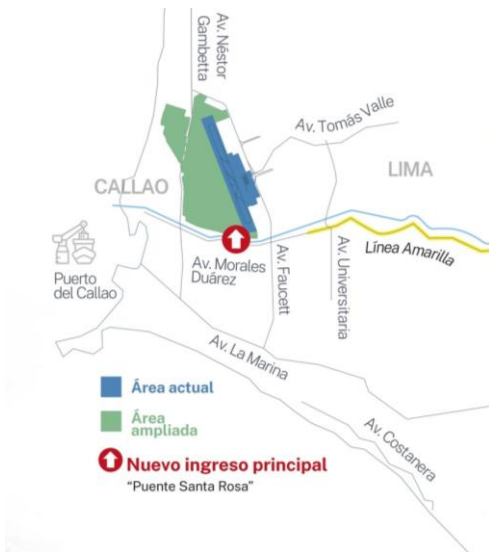 Av. Néstor
Gambetta
Av. Tomás Valle
CALLAO
LIMA
Puerto
del Callao
Av. Morales
Duárez
Av. Faucett
Av. Universitaria
Línea Amarilla
Av. La Marina
Av. Costanera
Área actual
Área
ampliada
Nuevo ingreso principal
“Puente Santa Rosa”